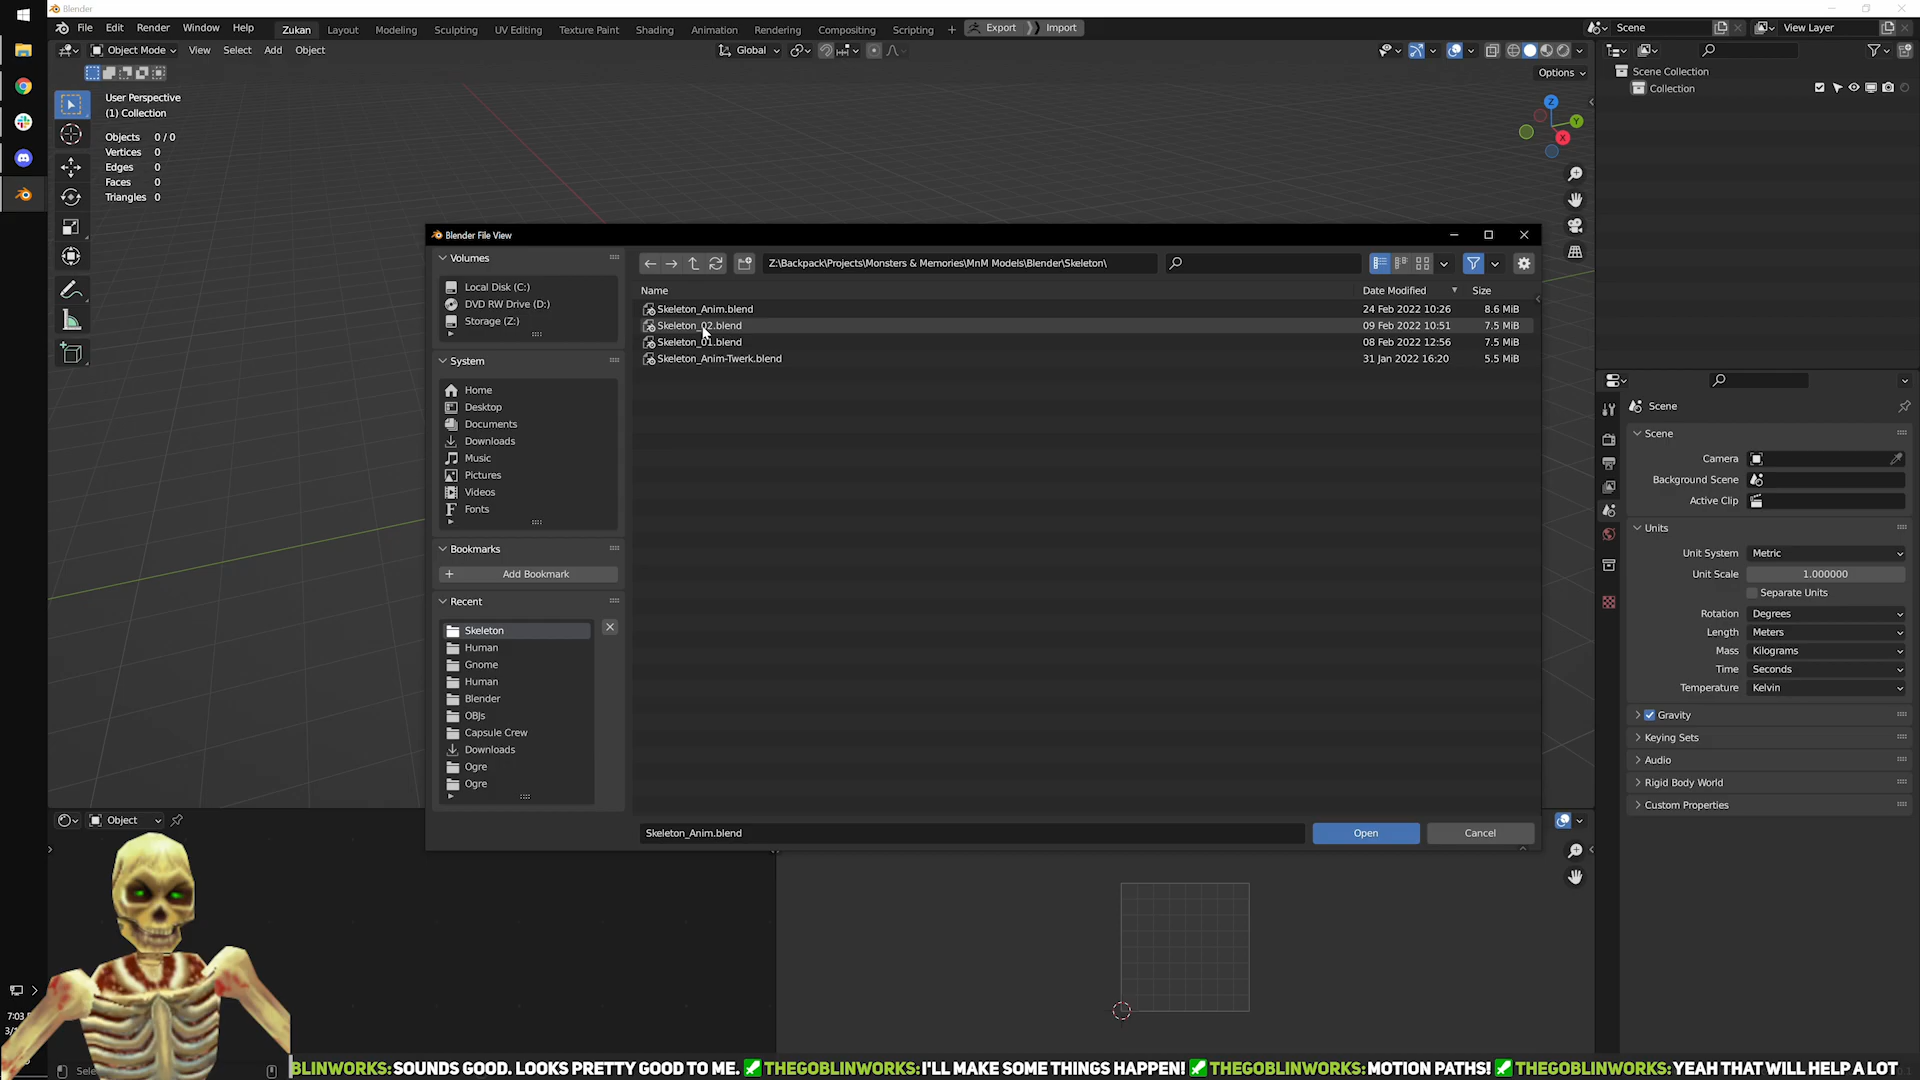 Blender
File Edit Render Window Help Zukan Layout Modeling Sculpting UV Editing Texture Paint Shading Animation Rendering Compositing Scripting + Export Import Scene View Layer
Object Mode View Select Add Object Global
Options
User Perspective
(1) Collection
Objects 0 / 0
Vertices 0
Edges 0
Faces 0
Triangles 0
Z
Y
X
Scene Collection
Collection
Blender File View
Volumes
Local Disk (C:)
DVD RW Drive (D:)
Storage (Z:)
System
Home
Desktop
Documents
Downloads
Music
Pictures
Videos
Fonts
Bookmarks
+ Add Bookmark
Recent
Skeleton
Human
Gnome
Human
Blender
OBJs
Capsule Crew
Downloads
Ogre
Ogre
Z:\Backpack\Projects\Monsters & Memories\MnM Models\Blender\Skeleton\
Name Date Modified Size
Skeleton_Anim.blend 24 Feb 2022 10:26 8.6 MiB
Skeleton_02.blend 09 Feb 2022 10:51 7.5 MiB
Skeleton_01.blend 08 Feb 2022 12:56 7.5 MiB
Skeleton_Anim-Twerk.blend 31 Jan 2022 16:20 5.5 MiB
Skeleton_Anim.blend Open Cancel
Scene
Scene
Camera
Background Scene
Active Clip
Units
Unit System Metric
Unit Scale 1.000000
Separate Units
Rotation Degrees
Length Meters
Mass Kilograms
Time Seconds
Temperature Kelvin
Gravity
Keying Sets
Audio
Rigid Body World
Custom Properties
Object
7:03
3/
Sele
BLINWORKS: SOUNDS GOOD. LOOKS PRETTY GOOD TO ME. THEGOBLINWORKS: I'LL MAKE SOME THINGS HAPPEN! THEGOBLINWORKS: MOTION PATHS! THEGOBLINWORKS: YEAH THAT WILL HELP A LOT